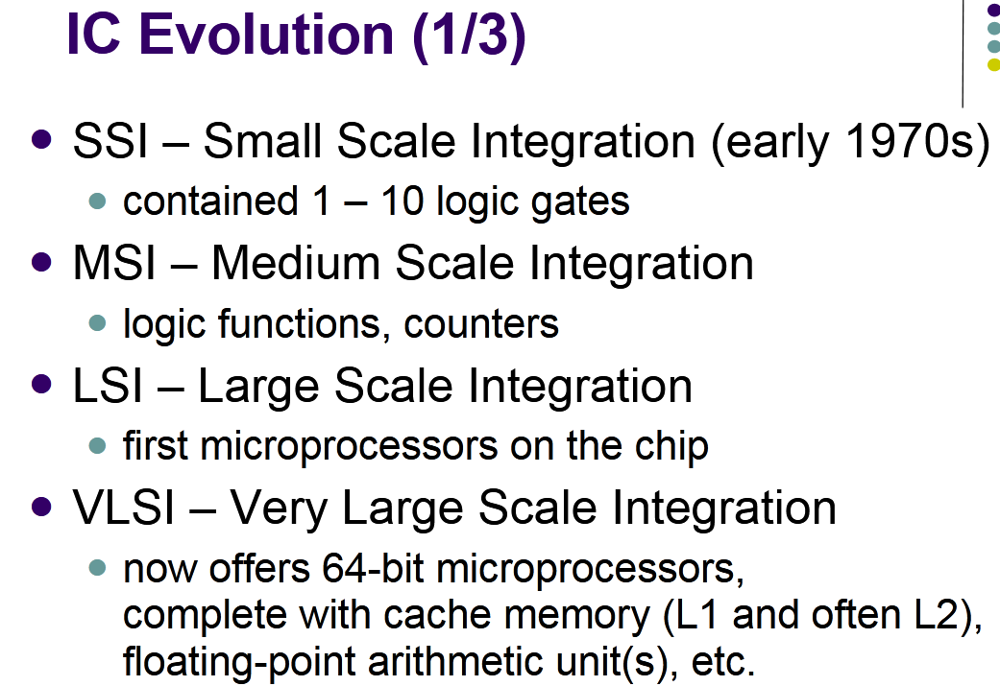 IC Evolution (1/3)
• SSI – Small Scale Integration (early 1970s)
• contained 1 – 10 logic gates
• MSI – Medium Scale Integration
• logic functions, counters
• LSI – Large Scale Integration
• first microprocessors on the chip
• VLSI – Very Large Scale Integration
• now offers 64-bit microprocessors,
complete with cache memory (L1 and often L2),
floating-point arithmetic unit(s), etc.